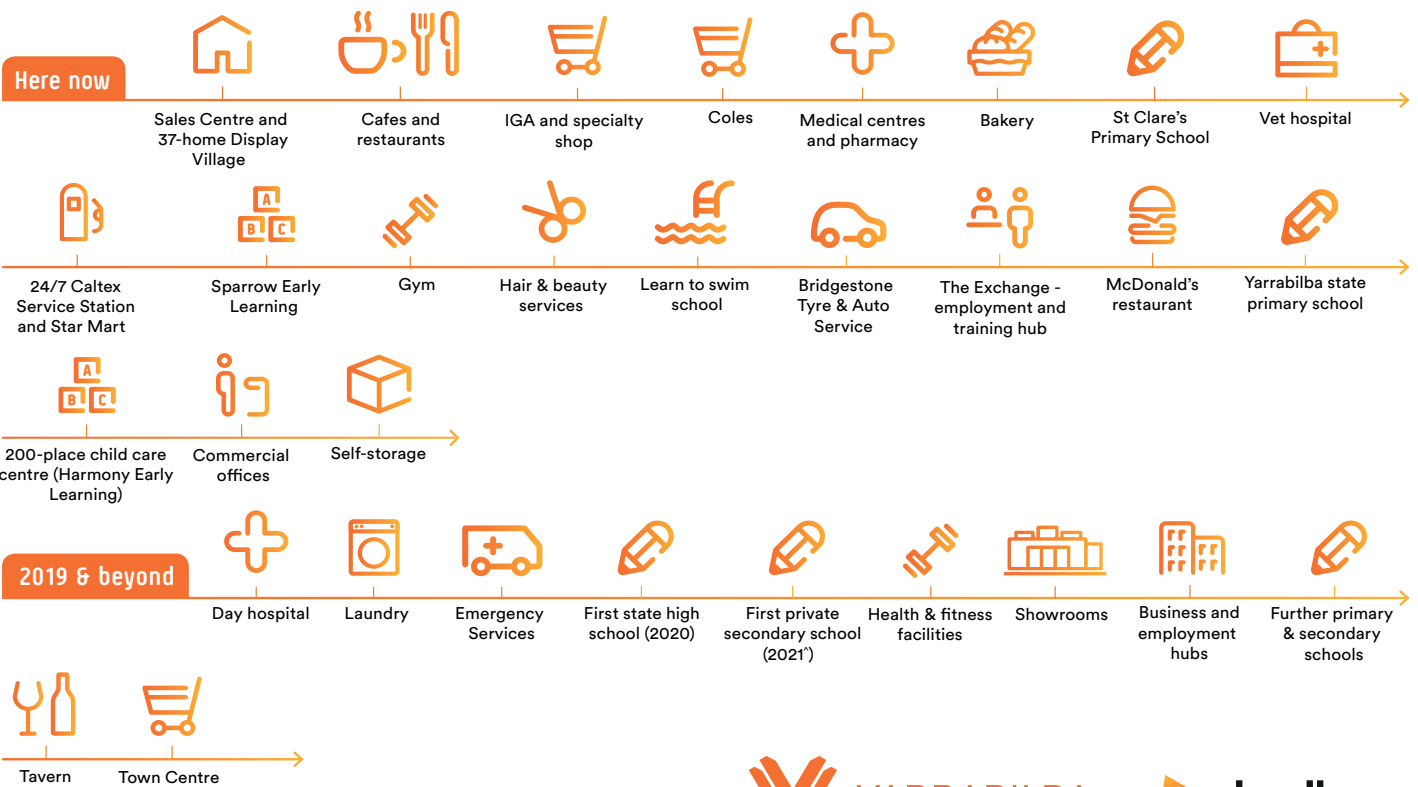 Here now
Sales Centre and
37-home Display
Village
Cafes and
restaurants
IGA and specialty
shop
Coles
Medical centres
and pharmacy
Bakery
St Clare's
Primary School
Vet hospital
A
B C
24/7 Caltex
Service Station
and Star Mart
Sparrow Early
Learning
Gym
Hair & beauty
services
Learn to swim
school
Bridgestone
Tyre & Auto
Service
The Exchange -
employment and
training hub
McDonald's
restaurant
Yarrabilba state
primary school
A
B C
200-place child care
centre (Harmony Early
Learning)
Commercial
offices
Self-storage
2019 & beyond
Day hospital
Laundry
Emergency
Services
First state high
school (2020)
First private
secondary school
(2021^)
Health & fitness
facilities
Showrooms
Business and
employment
hubs
Further primary
& secondary
schools
Tavern
Town Centre